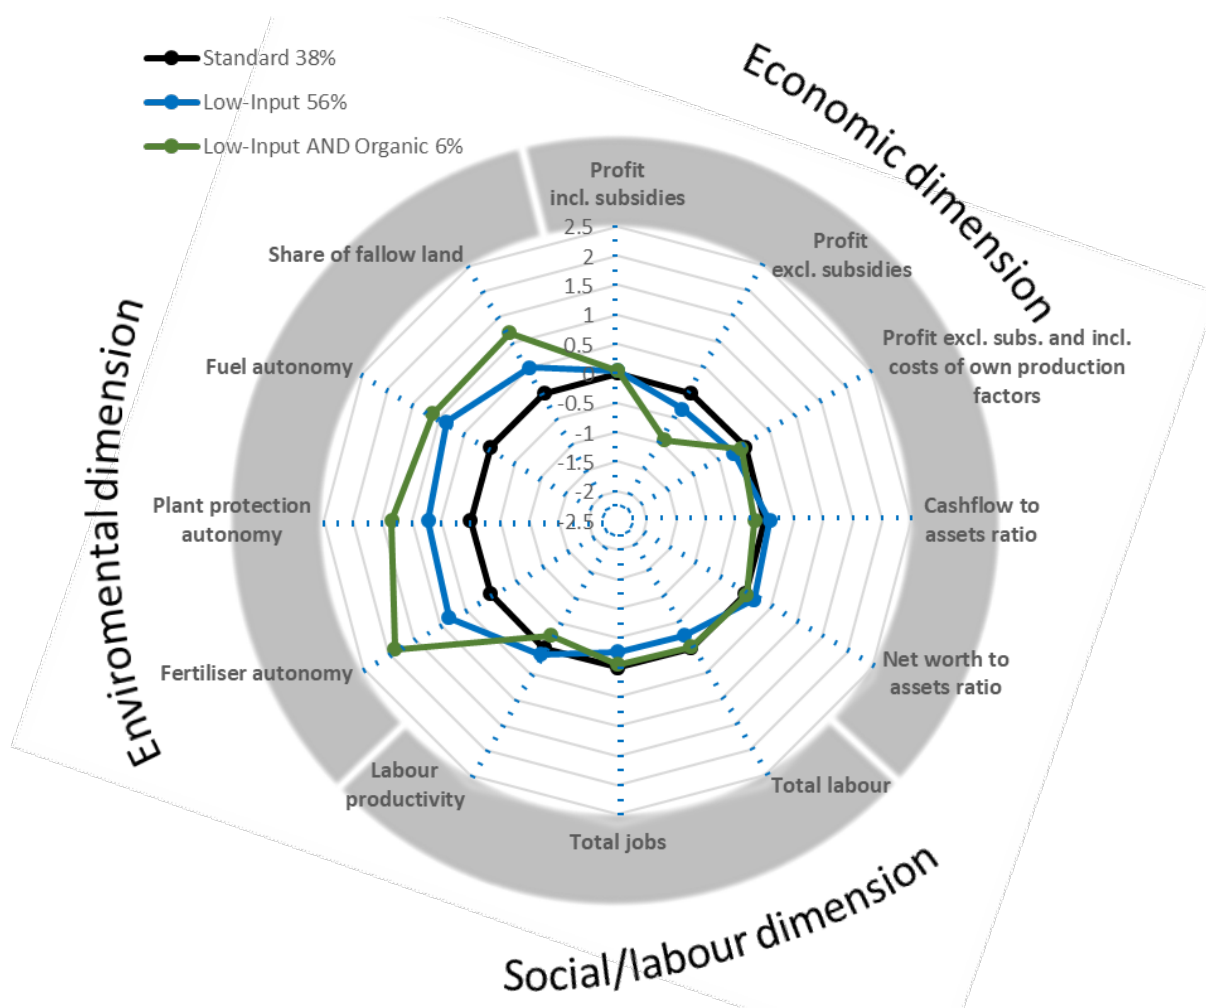 Standard 38%
Low-Input 56%
Low-Input AND Organic 6%
Economic dimension
Profit
incl. subsidies
Profit
excl. subsidies
Profit excl. subs. and incl.
costs of own production
factors
Cashflow to
assets ratio
Net worth to
assets ratio
Total labour
Total jobs
Labour
productivity
Fertiliser autonomy
Plant protection
autonomy
Fuel autonomy
Share of fallow land
2.5
2
1.5
1
0.5
0
-0.5
-1
-1.5
-2
-2.5
Enviromental dimension
Social/labour dimension